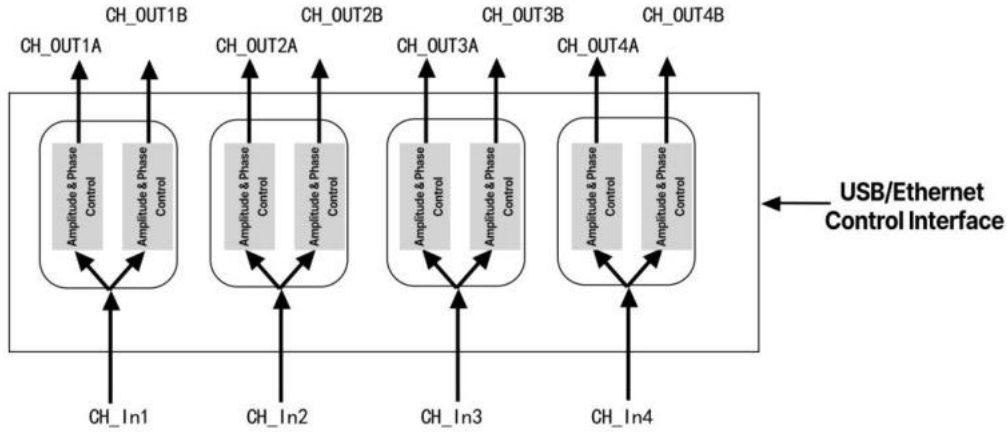 CH_OUT1B
CH_OUT2B
CH_OUT3B
CH_OUT4B
CH_OUT1A
CH_OUT2A
CH_OUT3A
CH_OUT4A
Amplitude & Phase
Control
Amplitude & Phase
Control
Amplitude & Phase
Control
Amplitude & Phase
Control
Amplitude & Phase
Control
Amplitude & Phase
Control
Amplitude & Phase
Control
Amplitude & Phase
Control
USB/Ethernet
Control Interface
CH_In1
CH_In2
CH_In3
CH_In4